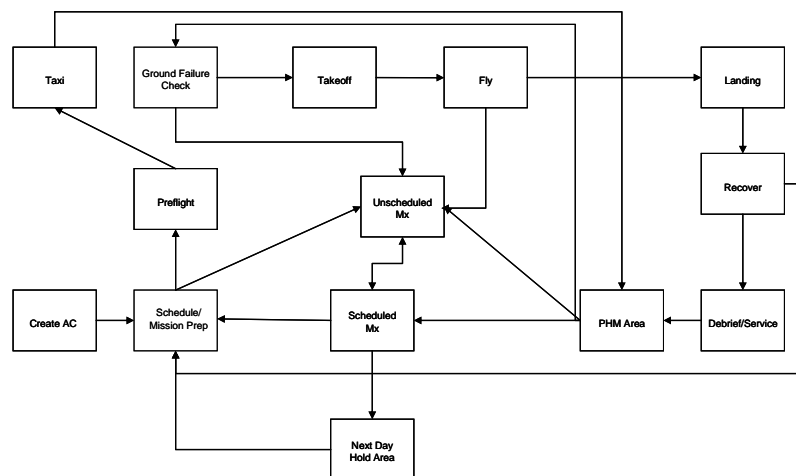 Taxi
Ground Failure
Check
Takeoff
Fly
Landing
Preflight
Unscheduled
Mx
Recover
Create AC
Schedule/
Mission Prep
Scheduled
Mx
PHM Area
Debrief/Service
Next Day
Hold Area